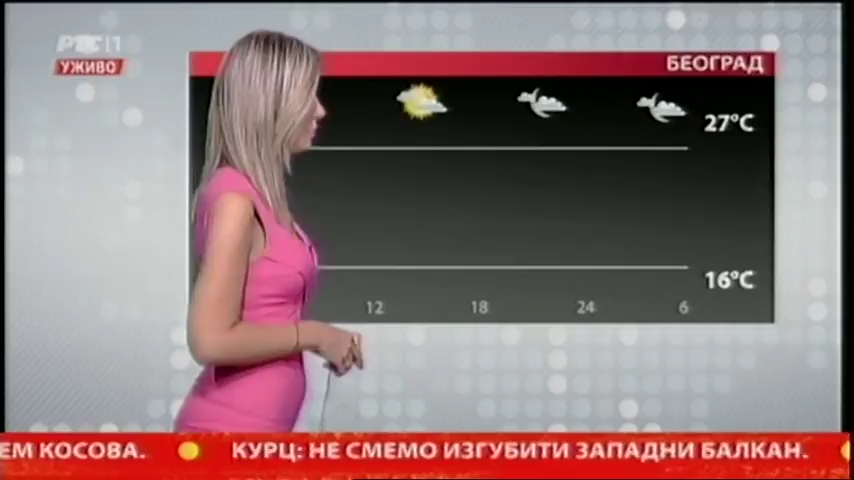 РТС 1
УЖИВО
БЕОГРАД
27°C
16°C
12 18 24 6
ЕМ КОСОВА. КУРЦ: НЕ СМЕМО ИЗГУБИТИ ЗАПАДНИ БАЛКАН.